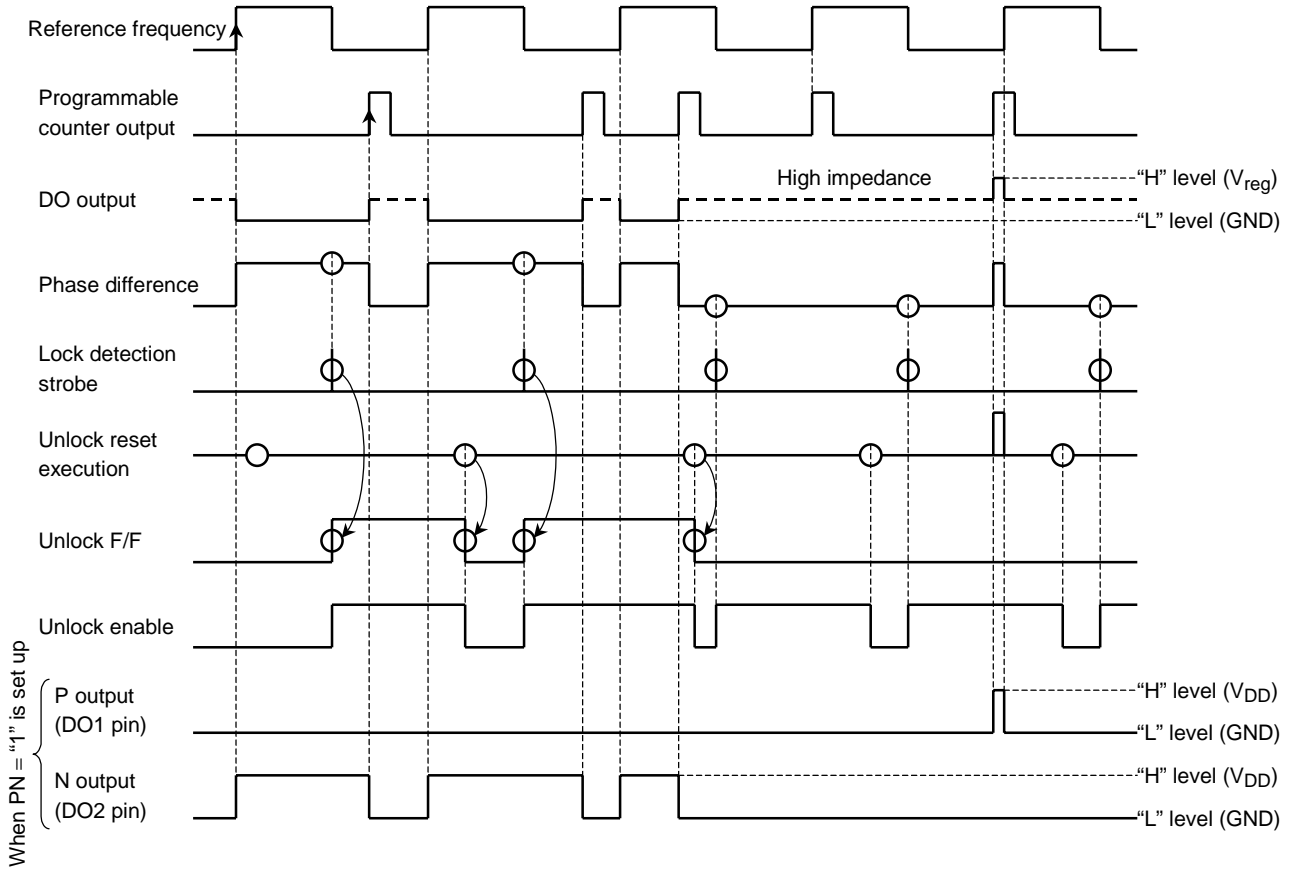 Reference frequency
Programmable
counter output
DO output
High impedance
“H” level (Vreg)
“L” level (GND)
Phase difference
Lock detection
strobe
Unlock reset
execution
Unlock F/F
Unlock enable
When PN = “1” is set up
P output
(DO1 pin)
“H” level (VDD)
“L” level (GND)
N output
(DO2 pin)
“H” level (VDD)
“L” level (GND)